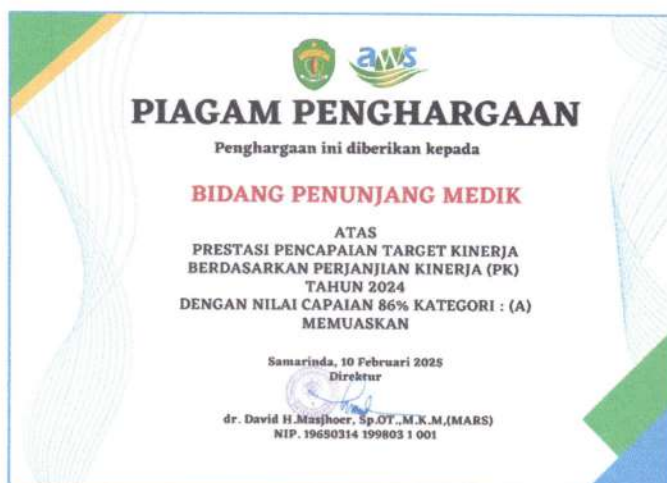 aws
PIAGAM PENGHARGAAN
Penghargaan ini diberikan kepada
BIDANG PENUNJANG MEDIK
ATAS
PRESTASI PENCAPAIAN TARGET KINERJA
BERDASARKAN PERJANJIAN KINERJA (PK)
TAHUN 2024
DENGAN NILAI CAPAIAN 86% KATEGORI : (A)
MEMUASKAN
Samarinda, 10 Februari 2025
Direktur
dr. David H.Masjhoer, Sp.OT.,M.K.M,(MARS)
NIP. 19650314 199803 1 001